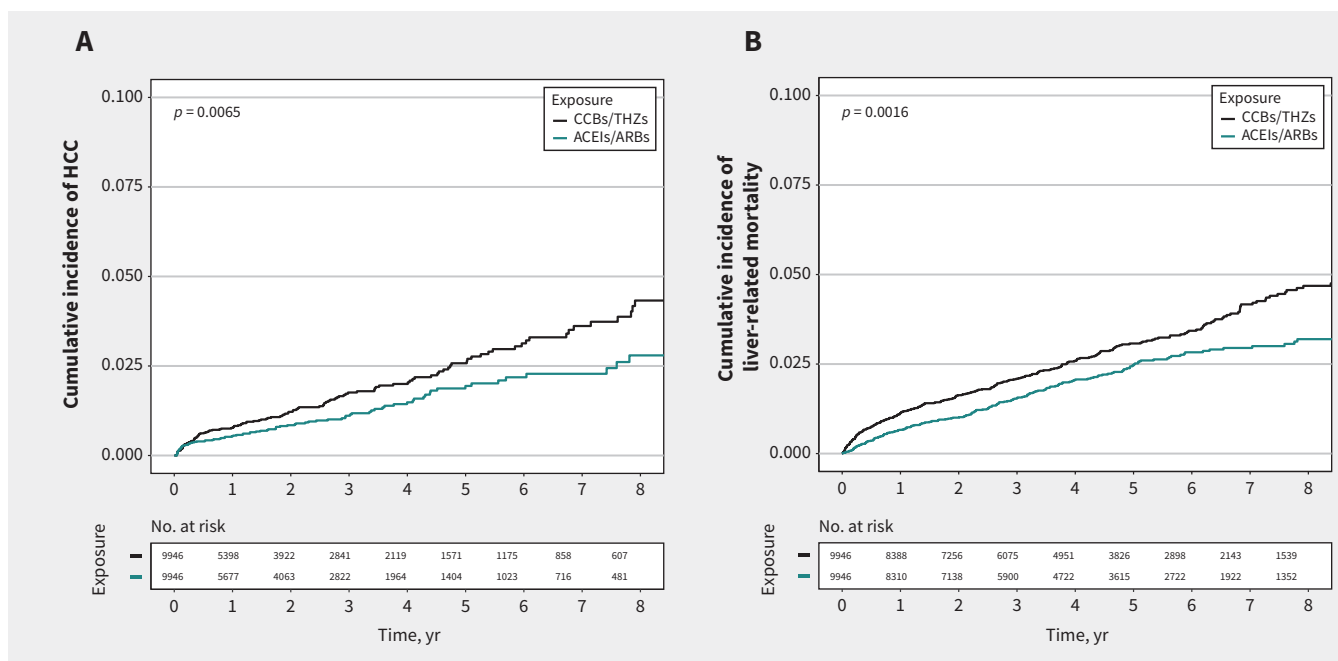 A
Cumulative incidence of HCC
0.100
0.075
0.050
0.025
0.000
p = 0.0065
Exposure
CCBs/THZs
ACEIs/ARBs
0 1 2 3 4 5 6 7 8
No. at risk
Exposure
9946 5398 3922 2841 2119 1571 1175 858 607
9946 5677 4063 2822 1964 1404 1023 716 481
0 1 2 3 4 5 6 7 8
Time, yr
B
Cumulative incidence of
liver-related mortality
0.100
0.075
0.050
0.025
0.000
p = 0.0016
Exposure
CCBs/THZs
ACEIs/ARBs
0 1 2 3 4 5 6 7 8
No. at risk
Exposure
9946 8388 7256 6075 4951 3826 2898 2143 1539
9946 8310 7138 5900 4722 3615 2722 1922 1352
0 1 2 3 4 5 6 7 8
Time, yr